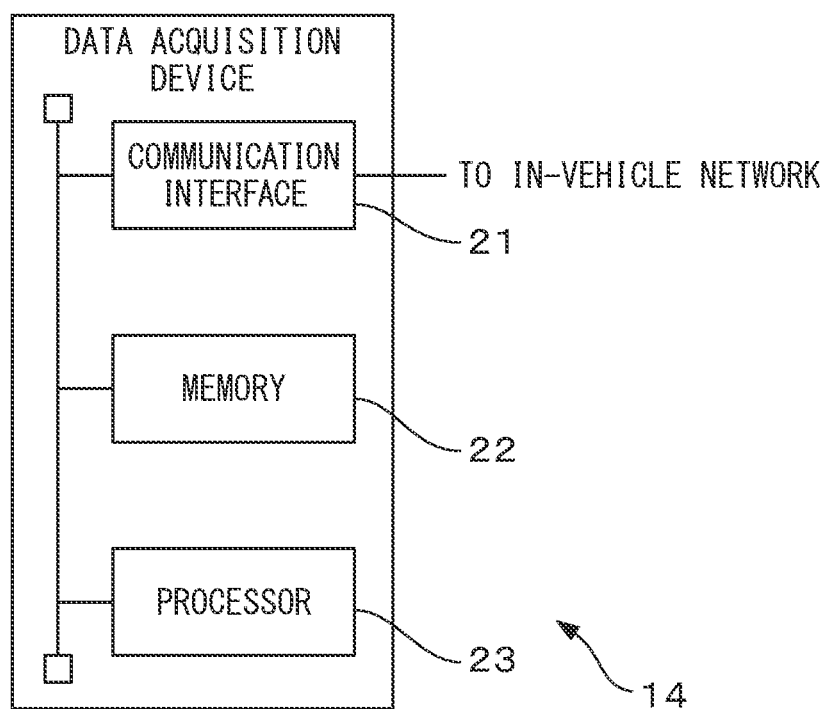 DATA ACQUISITION
DEVICE
COMMUNICATION
INTERFACE
TO IN-VEHICLE NETWORK
21
MEMORY
22
PROCESSOR
23
14